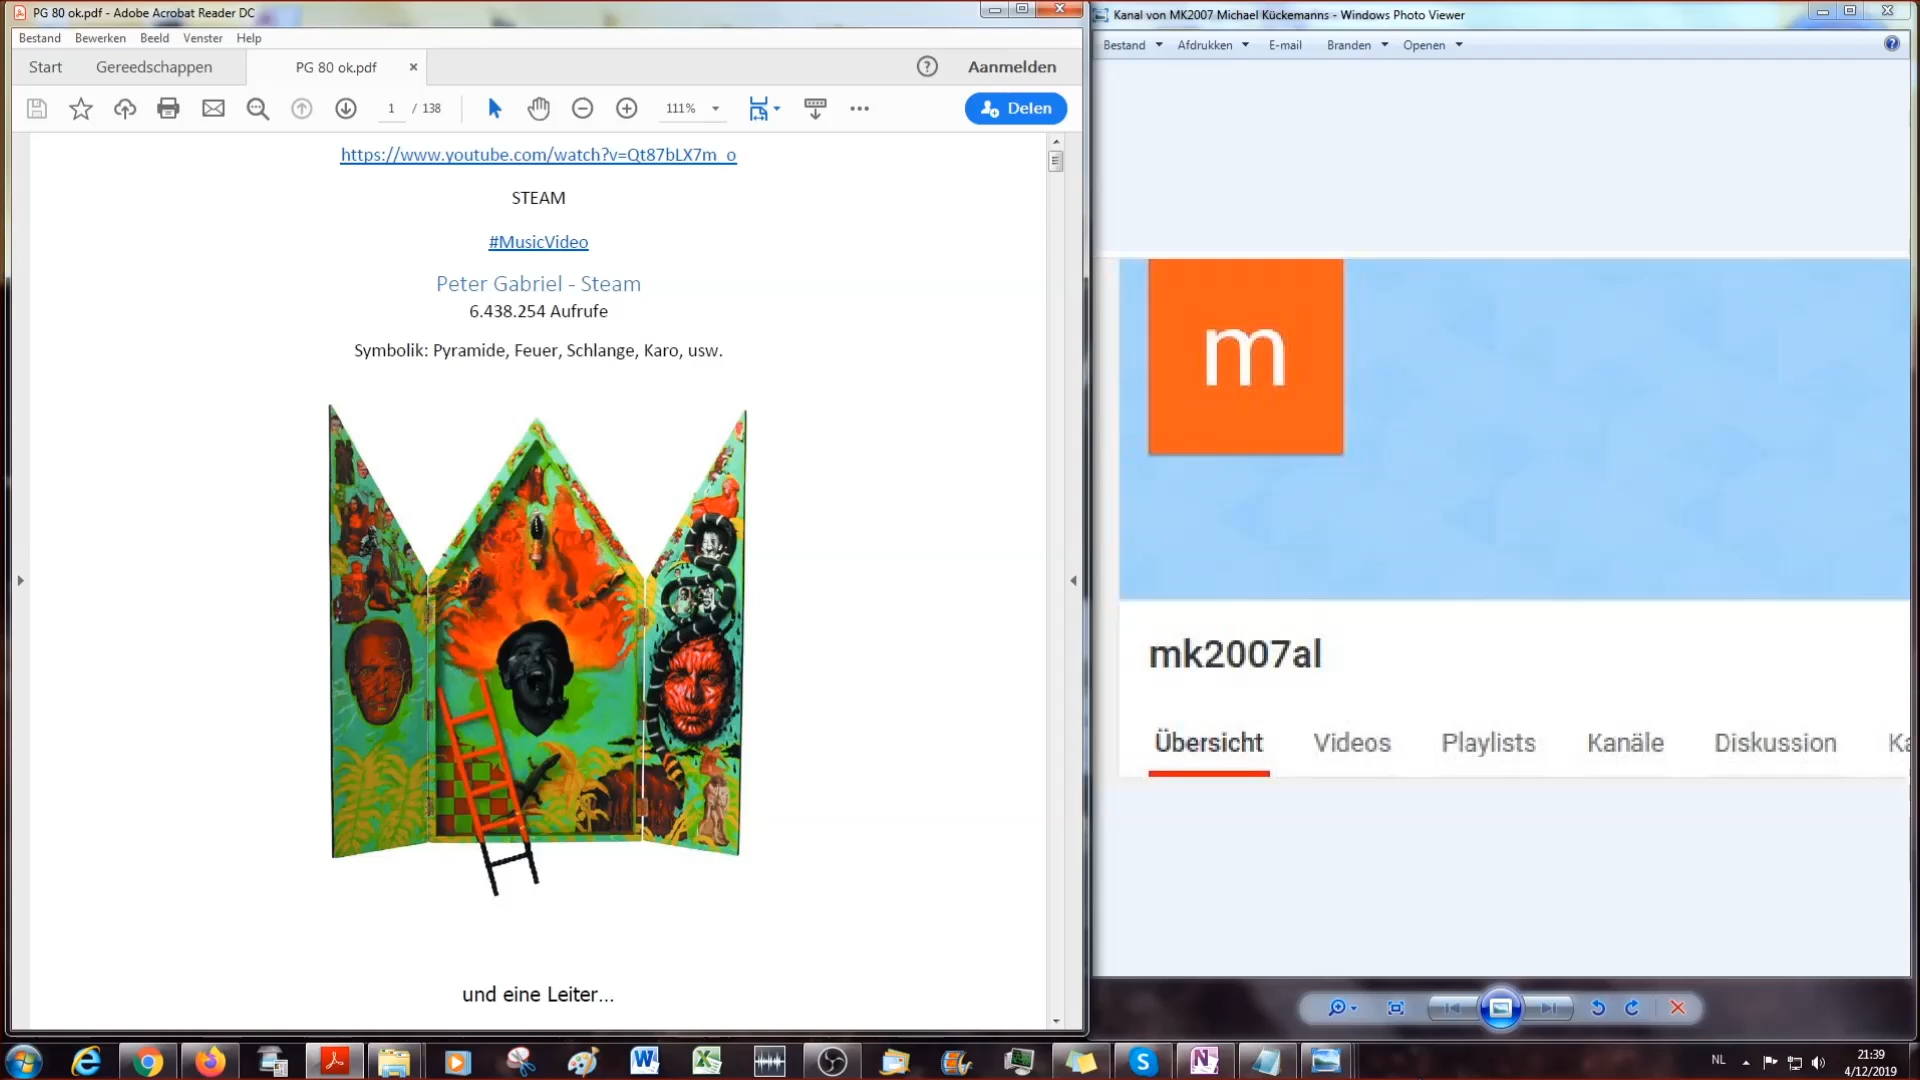 PG 80 ok.pdf - Adobe Acrobat Reader DC
Bestand Bewerken Beeld Venster Help
Start Gereedschappen PG 80 ok.pdf × Aanmelden
1 / 138 111% Delen
https://www.youtube.com/watch?v=Qt87bLX7m_o
STEAM
#MusicVideo
Peter Gabriel - Steam
6.438.254 Aufrufe
Symbolik: Pyramide, Feuer, Schlange, Karo, usw.
und eine Leiter...
Kanal von MK2007 Michael Kückemanns - Windows Photo Viewer
Bestand Afdrukken E-mail Branden Openen
m
mk2007al
Übersicht Videos Playlists Kanäle Diskussion Ka
NL
21:39
4/12/2019